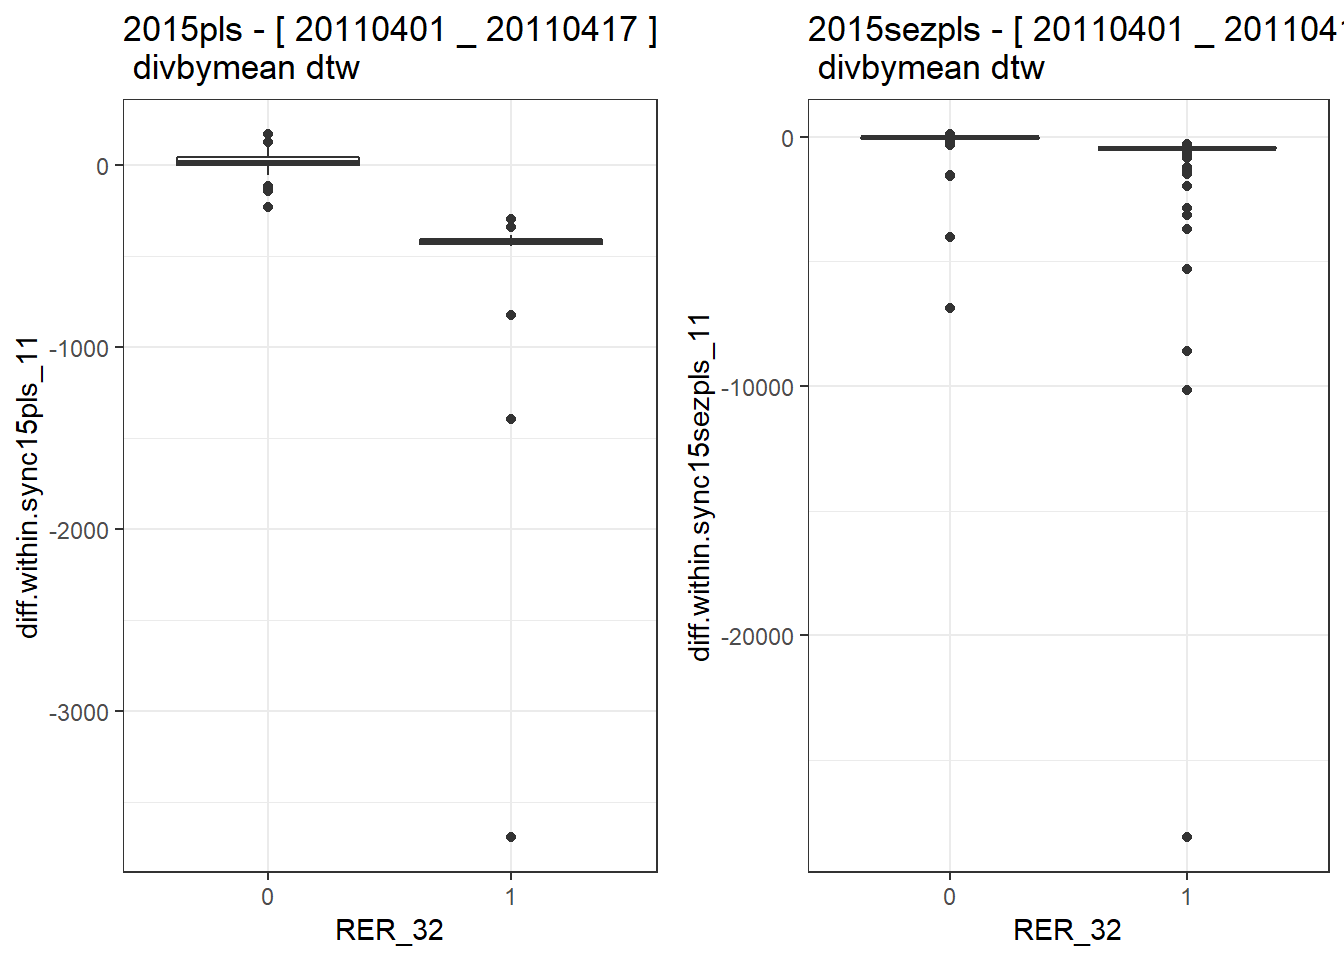 2015pls - [ 20110401 _ 20110417 ]
divbymean dtw
diff.within.sync15pls_11
0
-1000
-2000
-3000
0
1
RER_32
2015sezpls - [ 20110401 _ 2011041
divbymean dtw
diff.within.sync15sezpls_11
0
-10000
-20000
0
1
RER_32